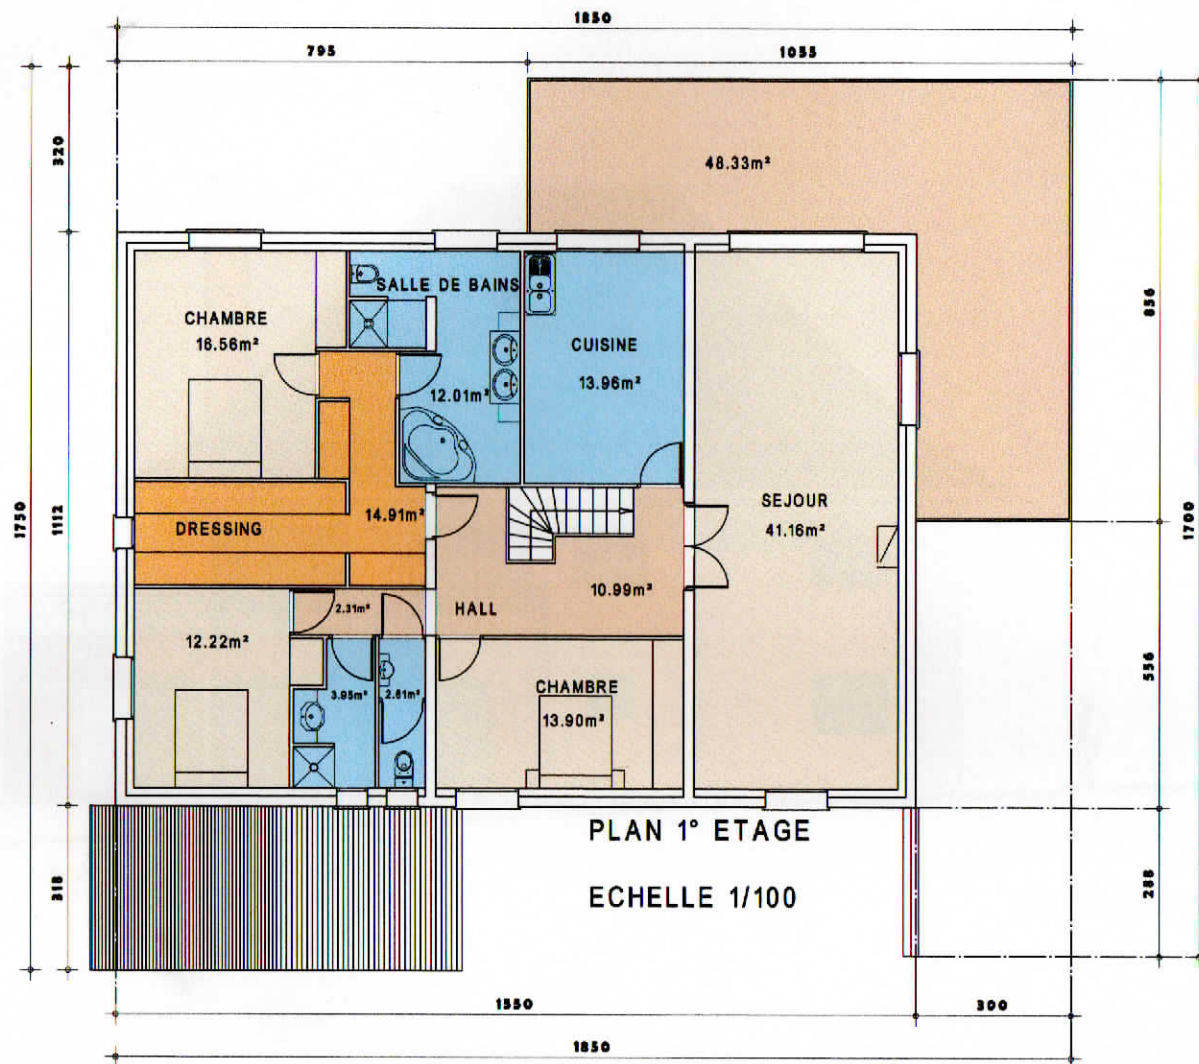 1850
795
1055
48.33m²
320
SALLE DE BAINS
CHAMBRE
16.56m²
CUISINE
13.96m²
12.01m²
856
1750
1112
14.91m²
DRESSING
SEJOUR
41.16m²
1700
10.99m²
2.31m²
HALL
12.22m²
3.95m²
2.61m²
CHAMBRE
13.90m²
556
PLAN 1° ETAGE
ECHELLE 1/100
318
288
1550
300
1850